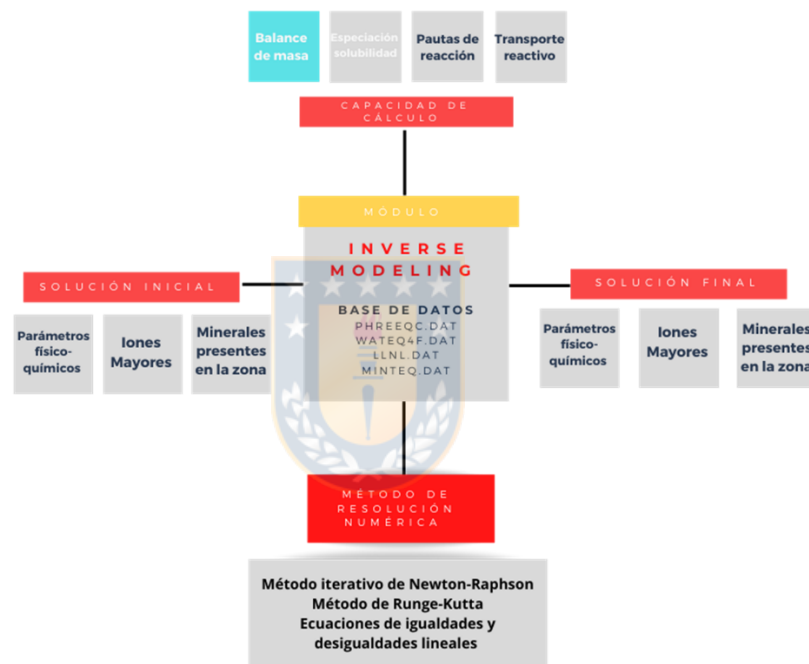 Balance
de masa
Especiación
solubilidad
Pautas de
reacción
Transporte
reactivo
CAPACIDAD DE
CÁLCULO
MÓDULO
INVERSE
MODELING
BASE DE DATOS
PHREEQC.DAT
WATEQ4F.DAT
LLNL.DAT
MINTEQ.DAT
SOLUCIÓN INICIAL
Parámetros
físico-
químicos
Iones
Mayores
Minerales
presentes
en la zona
SOLUCIÓN FINAL
Parámetros
físico-
químicos
Iones
Mayores
Minerales
presentes
en la zona
MÉTODO DE
RESOLUCIÓN
NUMÉRICA
Método iterativo de Newton-Raphson
Método de Runge-Kutta
Ecuaciones de igualdades y
desigualdades lineales